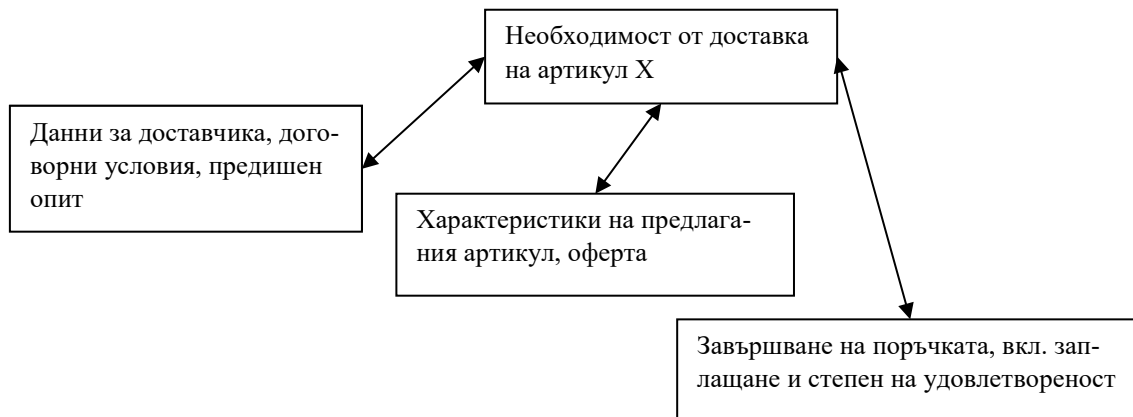 Необходимост от доставка
на артикул X
Данни за доставчика, дого-
ворни условия, предишен
опит
Характеристики на предлага-
ния артикул, оферта
Завършване на поръчката, вкл. зап-
лащане и степен на удовлетвореност